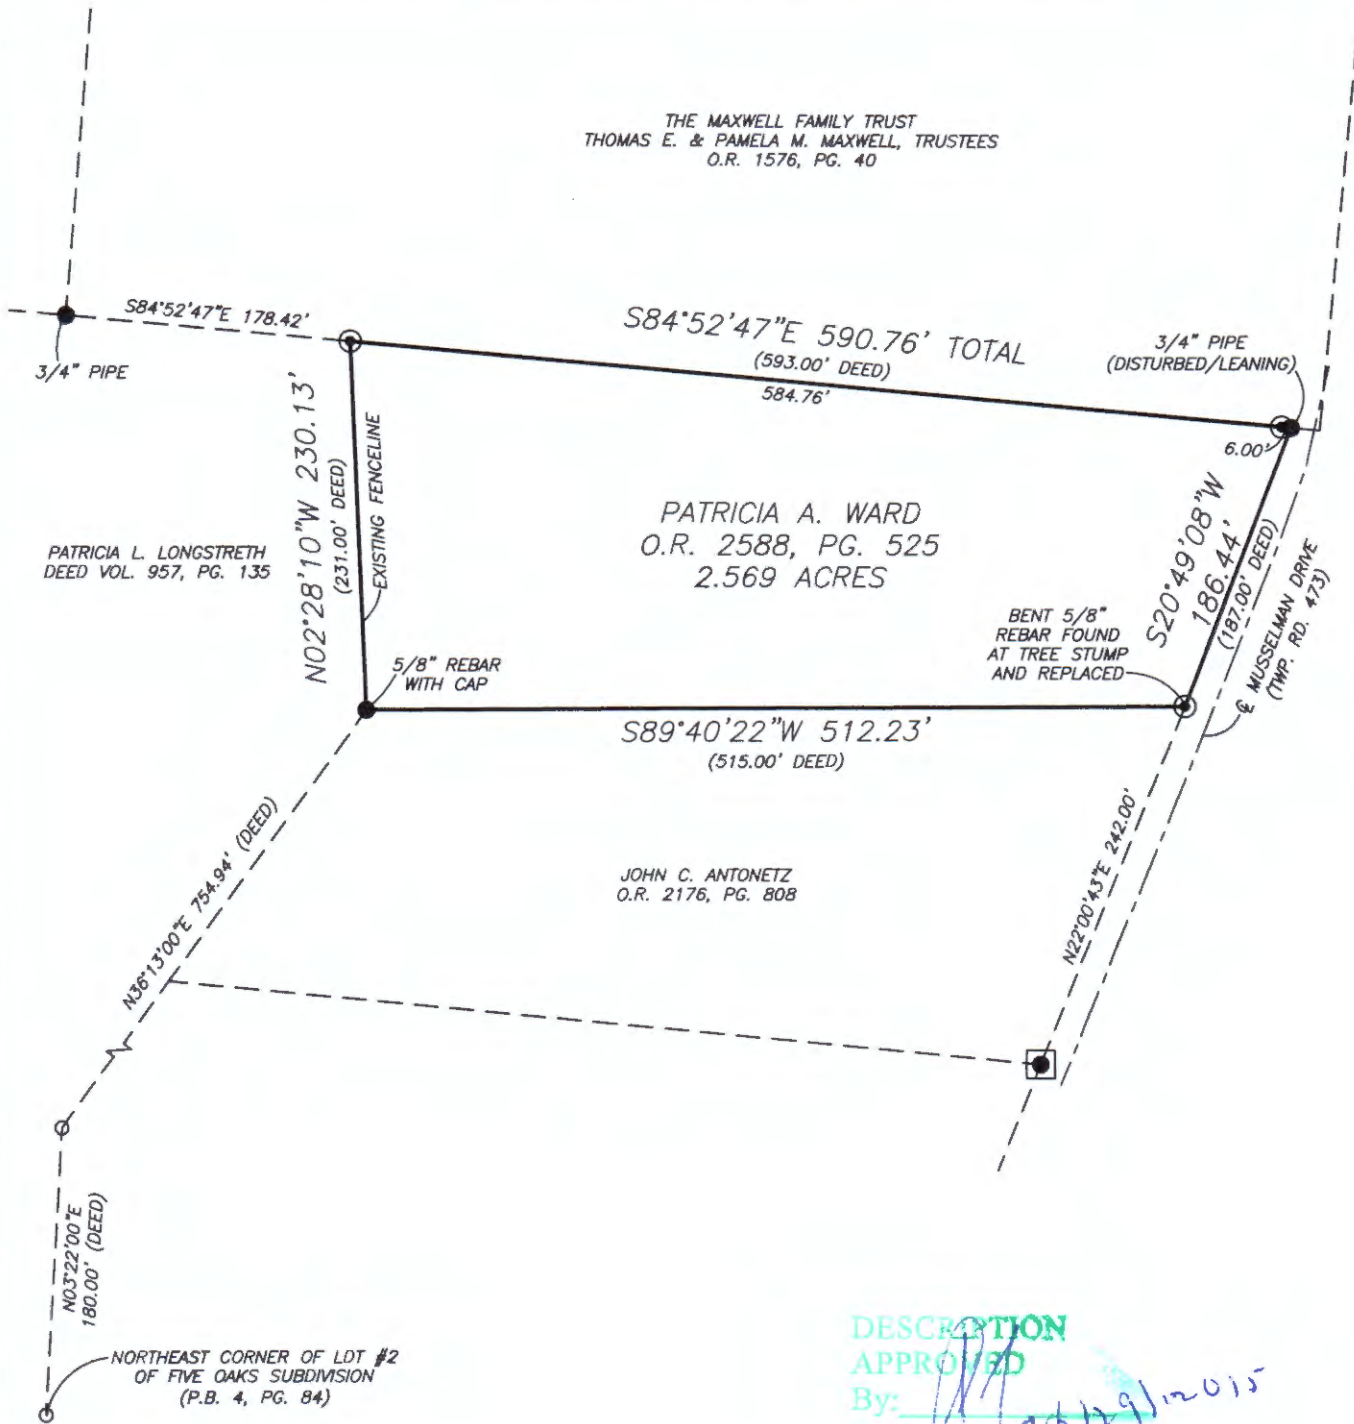 THE MAXWELL FAMILY TRUST
THOMAS E. & PAMELA M. MAXWELL, TRUSTEES
O.R. 1576, PG. 40
S84°52'47"E 178.42'
3/4" PIPE
S84°52'47"E 590.76' TOTAL
(593.00' DEED)
584.76'
3/4" PIPE
(DISTURBED/LEANING)
6.00'
N02°28'10"W 230.13'
(231.00' DEED)
EXISTING FENCELINE
PATRICIA L. LONGSTRETH
DEED VOL. 957, PG. 135
PATRICIA A. WARD
O.R. 2588, PG. 525
2.569 ACRES
S20°49'08"W
186.44'
(187.00' DEED)
℄ MUSSELMAN DRIVE
(TWP. RD. 473)
BENT 5/8"
REBAR FOUND
AT TREE STUMP
AND REPLACED
5/8" REBAR
WITH CAP
S89°40'22"W 512.23'
(515.00' DEED)
N36°13'00"E 754.94' (DEED)
JOHN C. ANTONETZ
O.R. 2176, PG. 808
N22°00'43"E 242.00'
N03°22'00"E
180.00' (DEED)
NORTHEAST CORNER OF LOT #2
OF FIVE OAKS SUBDIVISION
(P.B. 4, PG. 84)
DESCRIPTION
APPROVED
By: